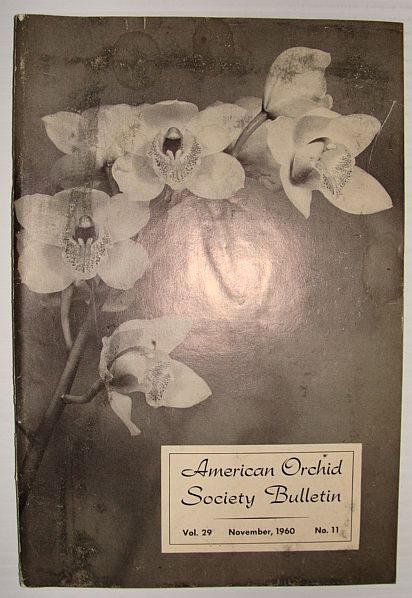 American Orchid
Society Bulletin
Vol. 29 November, 1960 No. 11